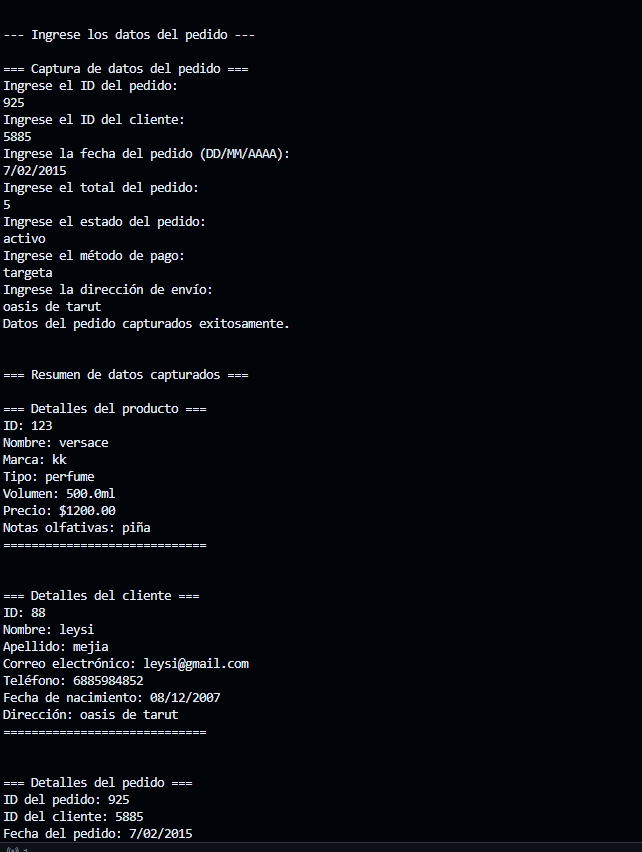 --- Ingrese los datos del pedido ---
=== Captura de datos del pedido ===
Ingrese el ID del pedido:
925
Ingrese el ID del cliente:
5885
Ingrese la fecha del pedido (DD/MM/AAAA):
7/02/2015
Ingrese el total del pedido:
5
Ingrese el estado del pedido:
activo
Ingrese el método de pago:
targeta
Ingrese la dirección de envío:
oasis de tarut
Datos del pedido capturados exitosamente.
=== Resumen de datos capturados ===
=== Detalles del producto ===
ID: 123
Nombre: versace
Marca: kk
Tipo: perfume
Volumen: 500.0ml
Precio: $1200.00
Notas olfativas: piña
=============================
=== Detalles del cliente ===
ID: 88
Nombre: leysi
Apellido: mejia
Correo electrónico: leysi@gmail.com
Teléfono: 6885984852
Fecha de nacimiento: 08/12/2007
Dirección: oasis de tarut
=============================
=== Detalles del pedido ===
ID del pedido: 925
ID del cliente: 5885
Fecha del pedido: 7/02/2015